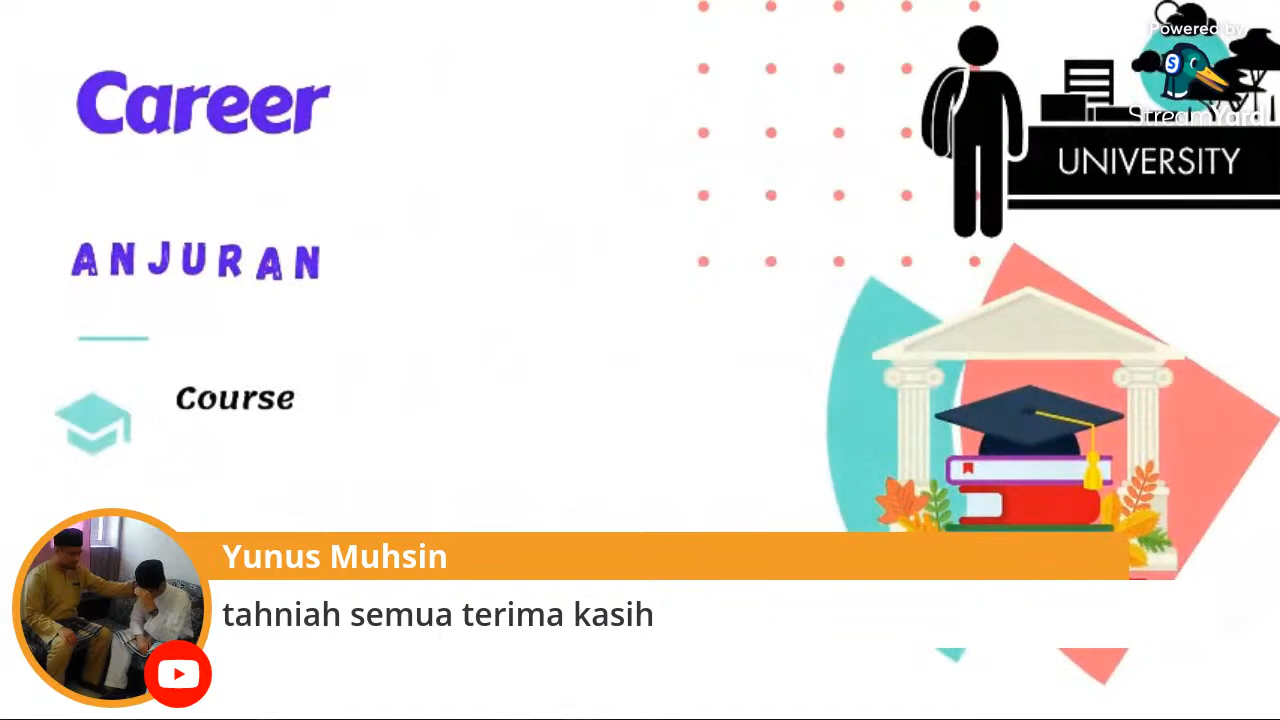 Powered by
S
StreamYard
Career
UNIVERSITY
ANJURAN
Course
Yunus Muhsin
tahniah semua terima kasih